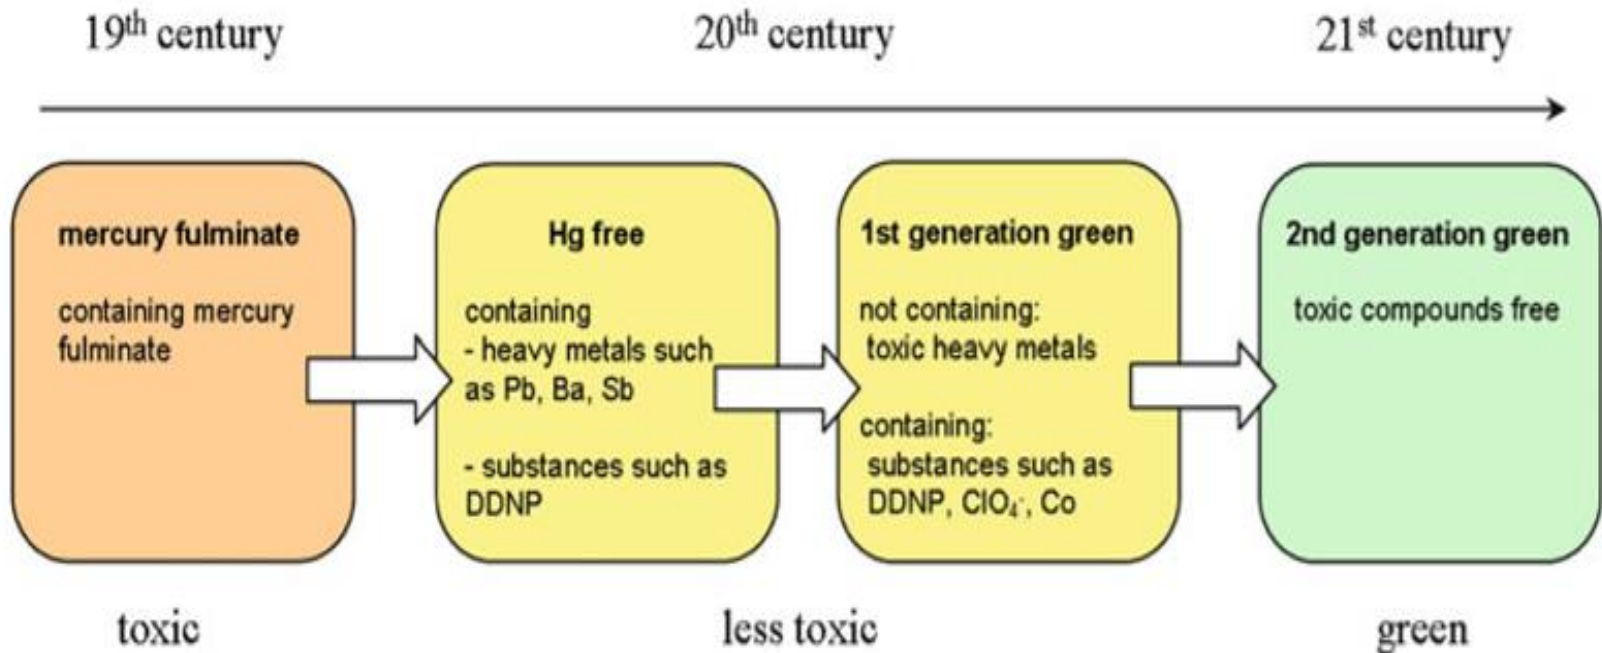 19th century
20th century
21st century
mercury fulminate
containing mercury
fulminate
Hg free
containing
- heavy metals such
as Pb, Ba, Sb
- substances such as
DDNP
1st generation green
not containing:
toxic heavy metals
containing:
substances such as
DDNP, ClO₄⁻, Co
2nd generation green
toxic compounds free
toxic
less toxic
green